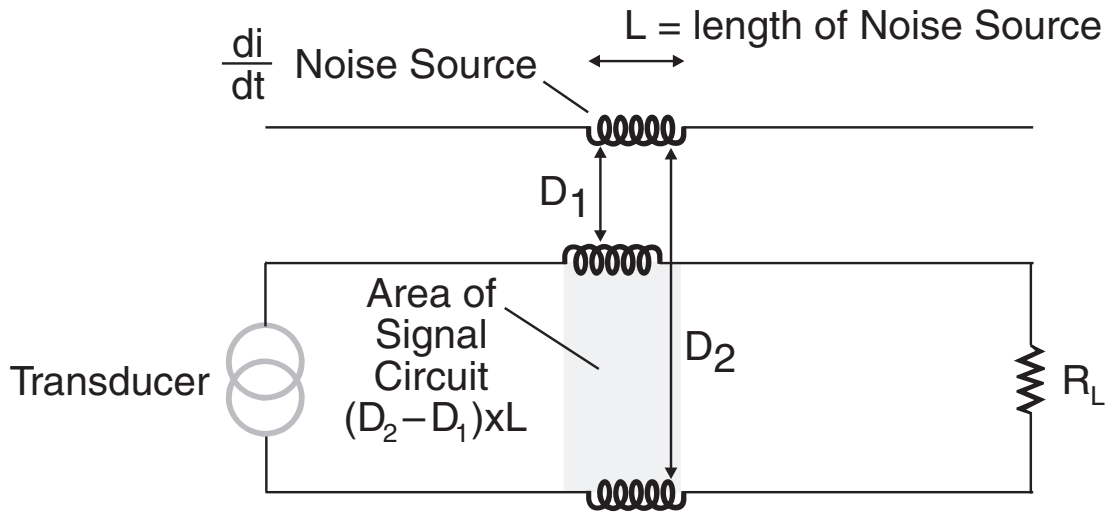 L = length of Noise Source
di
dt
Noise Source
D1
Area of
Signal
Circuit
(D2–D1)xL
D2
Transducer
RL